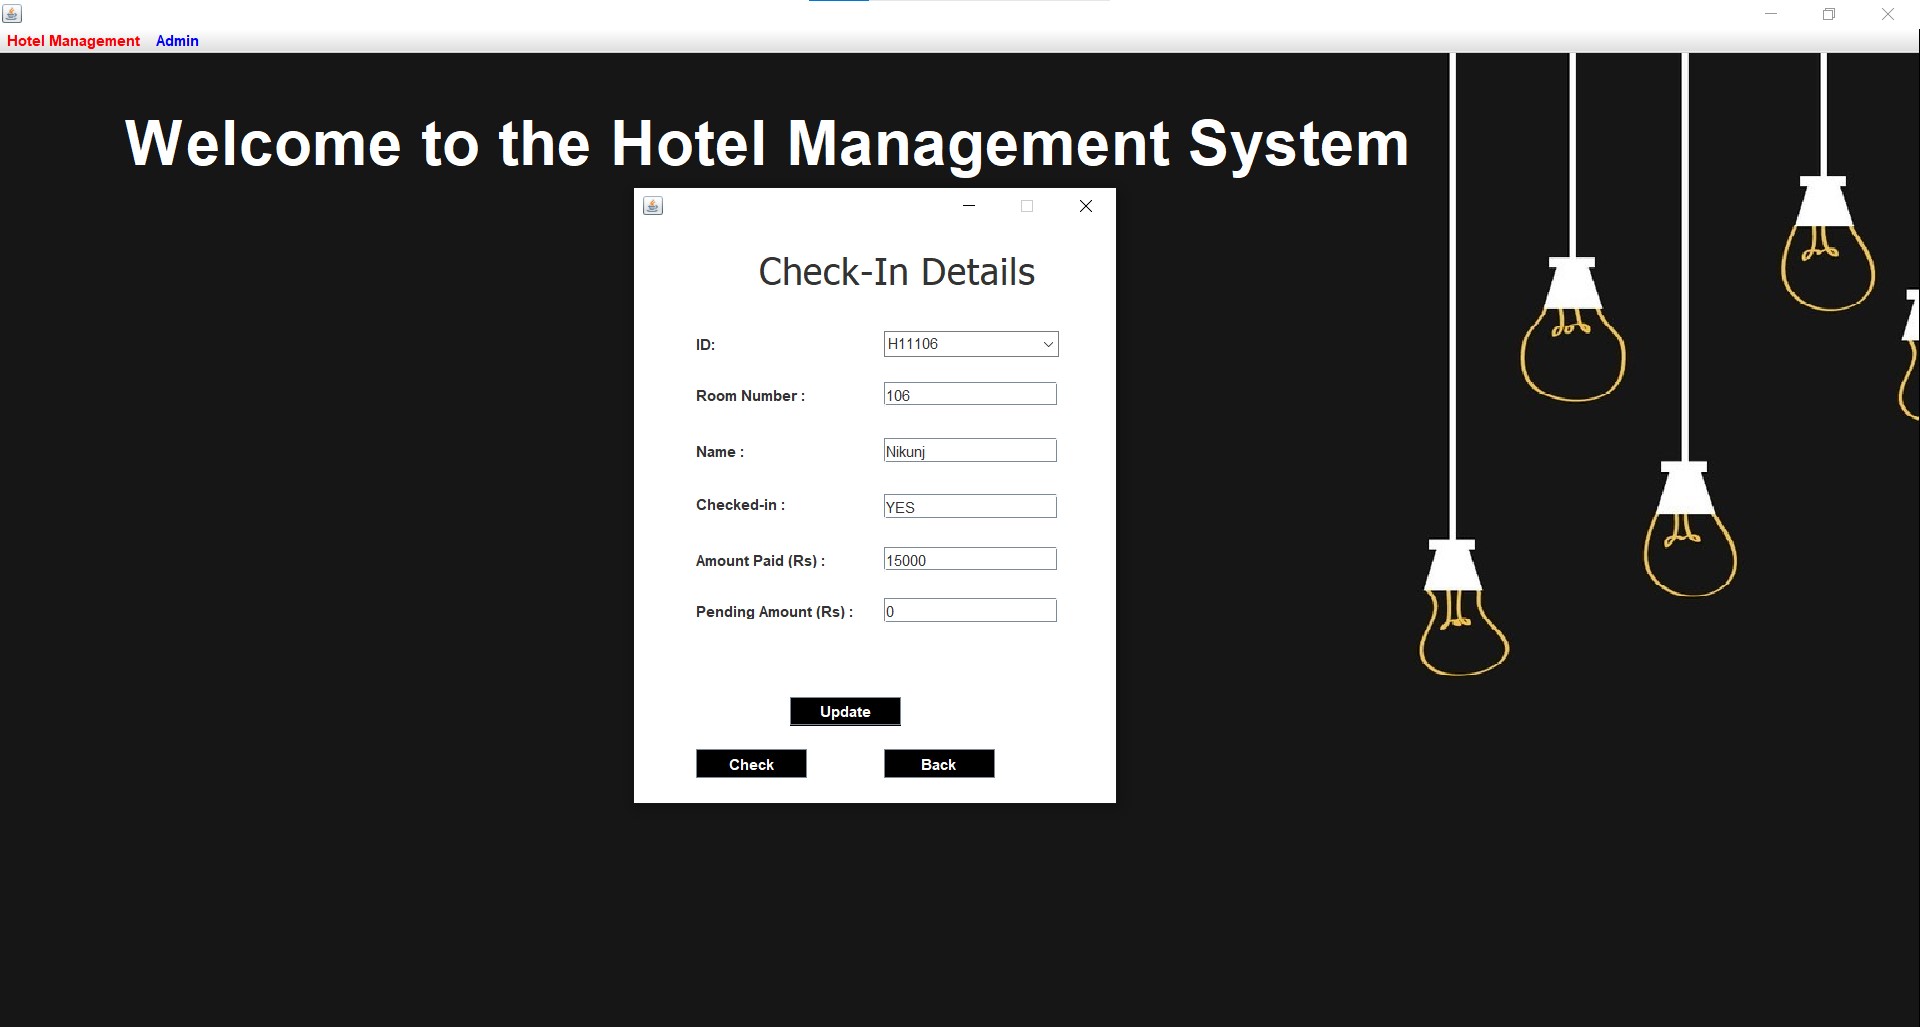 Hotel Management Admin
Welcome to the Hotel Management System
Check-In Details
ID: H11106
Room Number : 106
Name : Nikunj
Checked-in : YES
Amount Paid (Rs) : 15000
Pending Amount (Rs) : 0
Update
Check Back